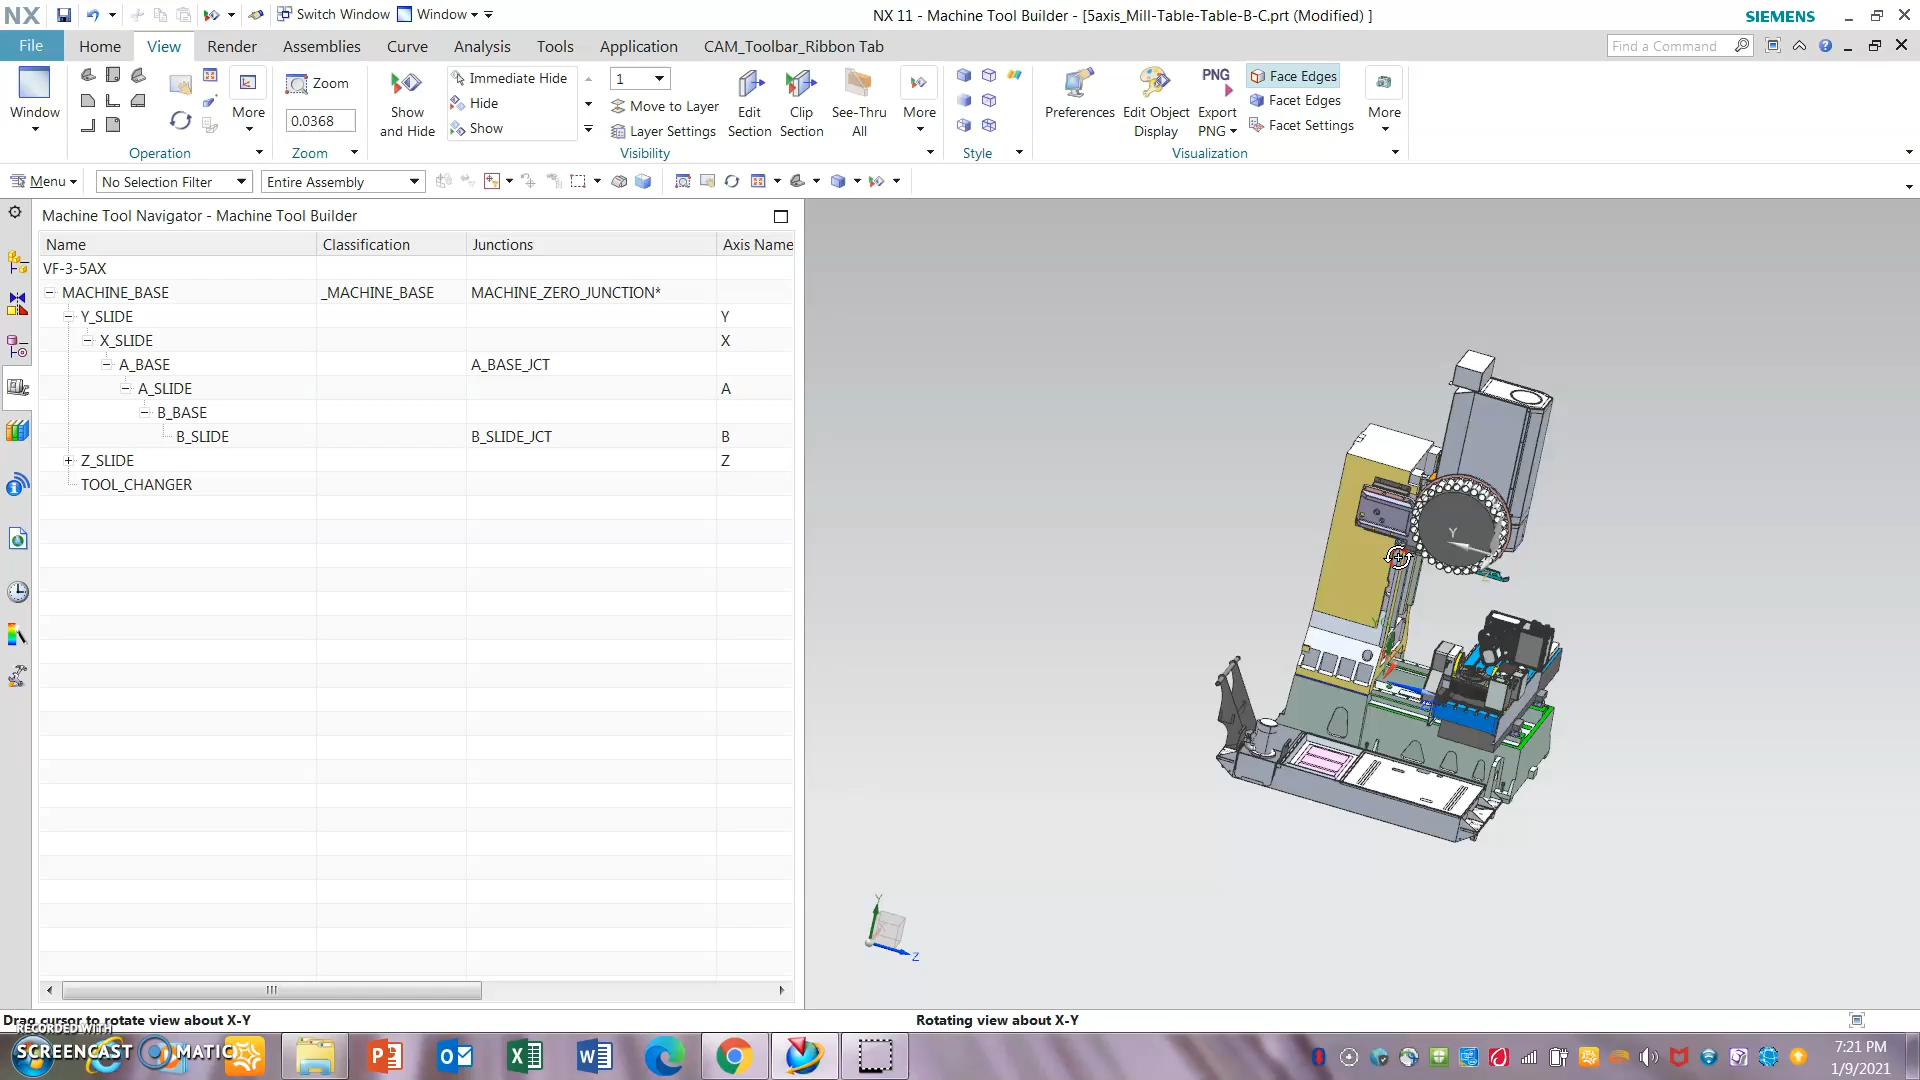 NX
Switch Window
Window
NX 11 - Machine Tool Builder - [5axis_Mill-Table-Table-B-C.prt (Modified) ]
SIEMENS
File
Home
View
Render
Assemblies
Curve
Analysis
Tools
Application
CAM_Toolbar_Ribbon Tab
Find a Command
Window
More
Operation
Zoom
0.0368
Zoom
Show and Hide
Immediate Hide
Hide
Show
1
Move to Layer
Layer Settings
Edit Section
Clip Section
See-Thru All
More
Visibility
Style
Preferences
Edit Object Display
PNG
Export PNG
Face Edges
Facet Edges
Facet Settings
More
Visualization
Menu
No Selection Filter
Entire Assembly
Machine Tool Navigator - Machine Tool Builder
Name Classification Junctions Axis Name
VF-3-5AX
MACHINE_BASE _MACHINE_BASE MACHINE_ZERO_JUNCTION*
Y_SLIDE Y
X_SLIDE X
A_BASE A_BASE_JCT
A_SLIDE A
B_BASE
B_SLIDE B_SLIDE_JCT B
Z_SLIDE Z
TOOL_CHANGER
Y
Y
Z
Drag cursor to rotate view about X-Y
Rotating view about X-Y
RECORDED WITH
SCREENCAST MATIC
7:21 PM
1/9/2021